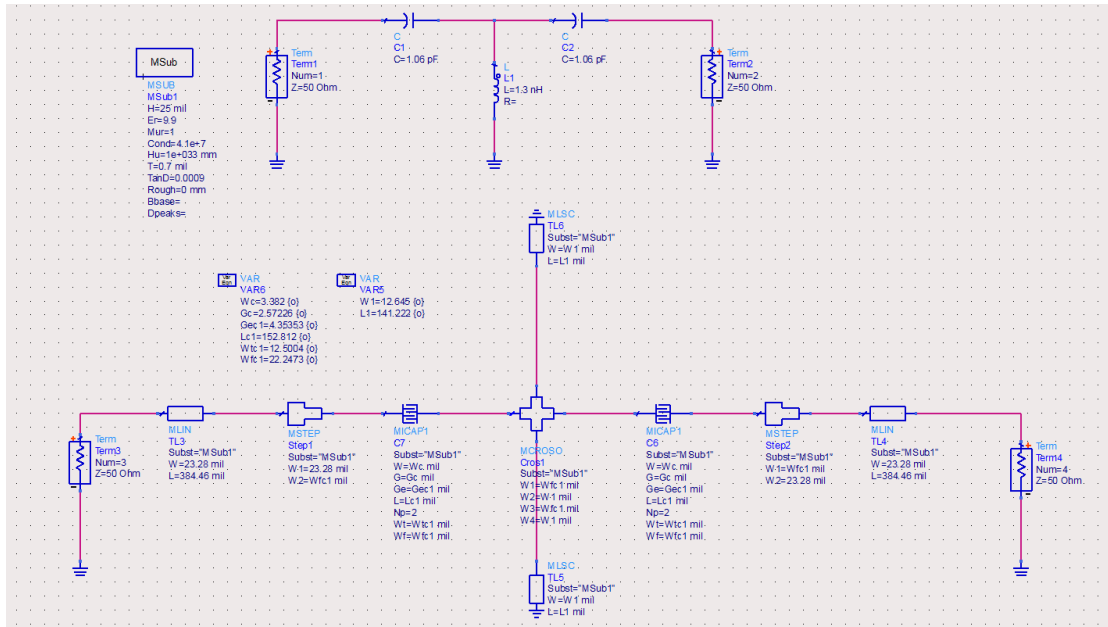 C
C1
C=1.06 pF
C
C2
C=1.06 pF
Term
Term1
Num=1
Z=50 Ohm
L
L1
L=1.3 nH
R=
Term
Term2
Num=2
Z=50 Ohm
MSub
MSUB
MSub1
H=25 mil
Er=9.9
Mur=1
Cond=4.1e+7
Hu=1e+033 mm
T=0.7 mil
TanD=0.0009
Rough=0 mm
Bbase=
Dpeaks=
MLSC
TL6
Subst="MSub1"
W=W1 mil
L=L1 mil
Var
Eqn
VAR
VAR6
Wc=3.382 {o}
Gc=2.57226 {o}
Gec1=4.35353 {o}
Lc1=152.812 {o}
Wtc1=12.5004 {o}
Wfc1=22.2473 {o}
Var
Eqn
VAR
VAR5
W1=12.645 {o}
L1=141.222 {o}
Term
Term3
Num=3
Z=50 Ohm
MLIN
TL3
Subst="MSub1"
W=23.28 mil
L=384.46 mil
MSTEP
Step1
Subst="MSub1"
W1=23.28 mil
W2=Wfc1 mil
MICAP1
C7
Subst="MSub1"
W=Wc mil
G=Gc mil
Ge=Gec1 mil
L=Lc1 mil
Np=2
Wt=Wtc1 mil
Wf=Wfc1 mil
MCROSO
Cros1
Subst="MSub1"
W1=Wfc1 mil
W2=W1 mil
W3=Wfc1 mil
W4=W1 mil
MICAP1
C6
Subst="MSub1"
W=Wc mil
G=Gc mil
Ge=Gec1 mil
L=Lc1 mil
Np=2
Wt=Wtc1 mil
Wf=Wfc1 mil
MSTEP
Step2
Subst="MSub1"
W1=Wfc1 mil
W2=23.28 mil
MLIN
TL4
Subst="MSub1"
W=23.28 mil
L=384.46 mil
Term
Term4
Num=4
Z=50 Ohm
MLSC
TL5
Subst="MSub1"
W=W1 mil
L=L1 mil